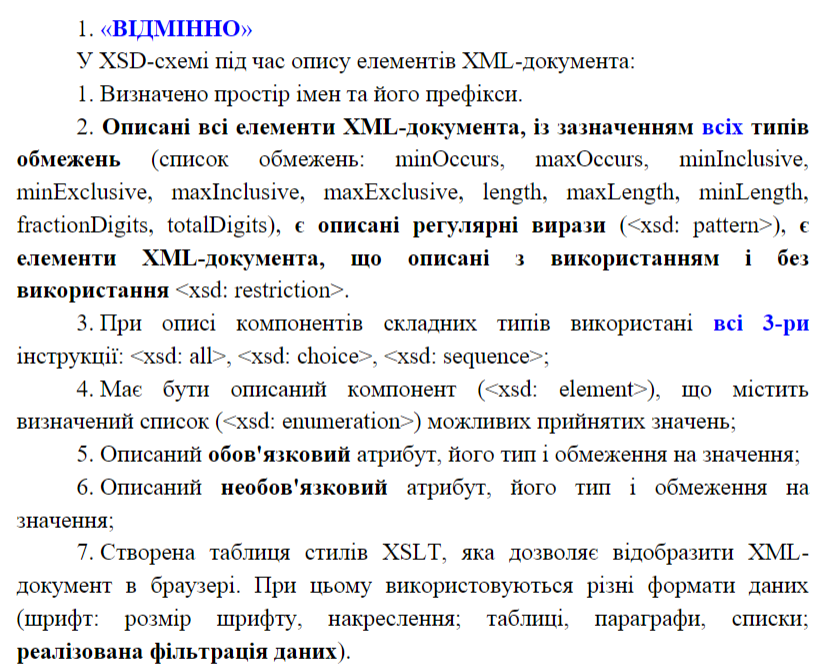 1. «ВІДМІННО»
У XSD-схемі під час опису елементів XML-документа:
1. Визначено простір імен та його префікси.
2. Описані всі елементи XML-документа, із зазначенням всіх типів
обмежень (список обмежень: minOccurs, maxOccurs, minInclusive,
minExclusive, maxInclusive, maxExclusive, length, maxLength, minLength,
fractionDigits, totalDigits), є описані регулярні вирази (<xsd: pattern>), є
елементи XML-документа, що описані з використанням і без
використання <xsd: restriction>.
3. При описі компонентів складних типів використані всі 3-ри
інструкції: <xsd: all>, <xsd: choice>, <xsd: sequence>;
4. Має бути описаний компонент (<xsd: element>), що містить
визначений список (<xsd: enumeration>) можливих прийнятих значень;
5. Описаний обов'язковий атрибут, його тип і обмеження на значення;
6. Описаний необов'язковий атрибут, його тип і обмеження на
значення;
7. Створена таблиця стилів XSLT, яка дозволяє відобразити XML-
документ в браузері. При цьому використовуються різні формати даних
(шрифт: розмір шрифту, накреслення; таблиці, параграфи, списки;
реалізована фільтрація даних).